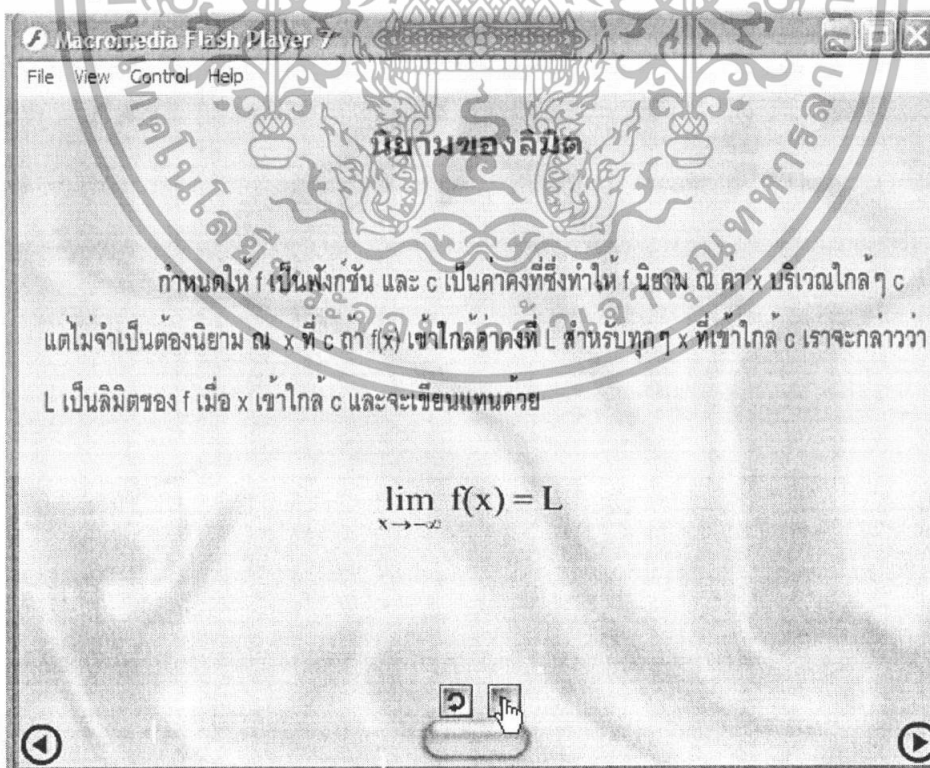 Macromedia Flash Player 7
File View Control Help
นิยามของลิมิต
กำหนดให้ f เป็นฟังก์ชัน และ c เป็นค่าคงที่ซึ่งทำให้ f นิยาม ณ ค่า x บริเวณใกล้ ๆ c
แต่ไม่จำเป็นต้องนิยาม ณ x ที่ c ถ้า f(x) เข้าใกล้ค่าคงที่ L สำหรับทุก ๆ x ที่เข้าใกล้ c เราจะกล่าวว่า
L เป็นลิมิตของ f เมื่อ x เข้าใกล้ c และจะเขียนแทนด้วย
lim f(x) = L
x→-∞